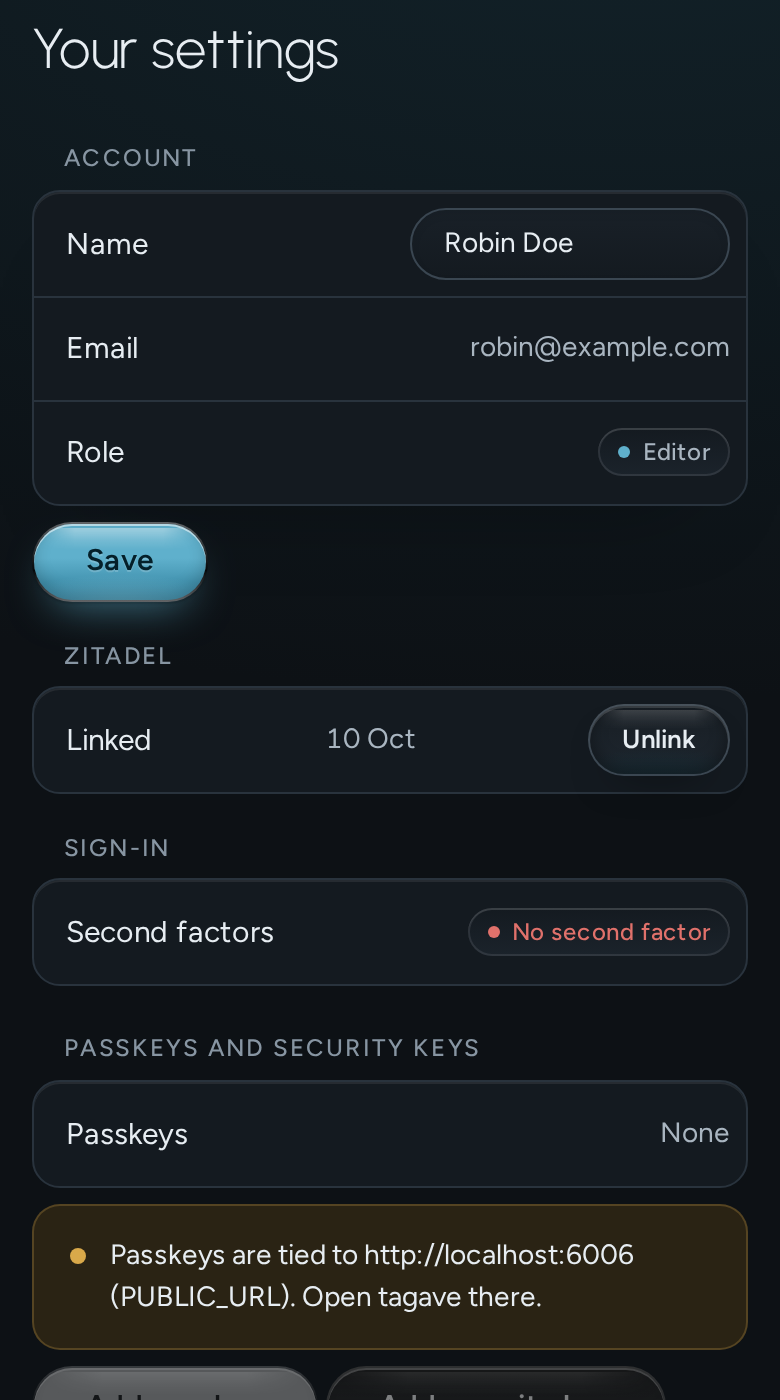 Your settings
ACCOUNT
Name
Robin Doe
Email
robin@example.com
Role
Editor
Save
ZITADEL
Linked
10 Oct
Unlink
SIGN-IN
Second factors
No second factor
PASSKEYS AND SECURITY KEYS
Passkeys
None
Passkeys are tied to http://localhost:6006
(PUBLIC_URL). Open tagave there.